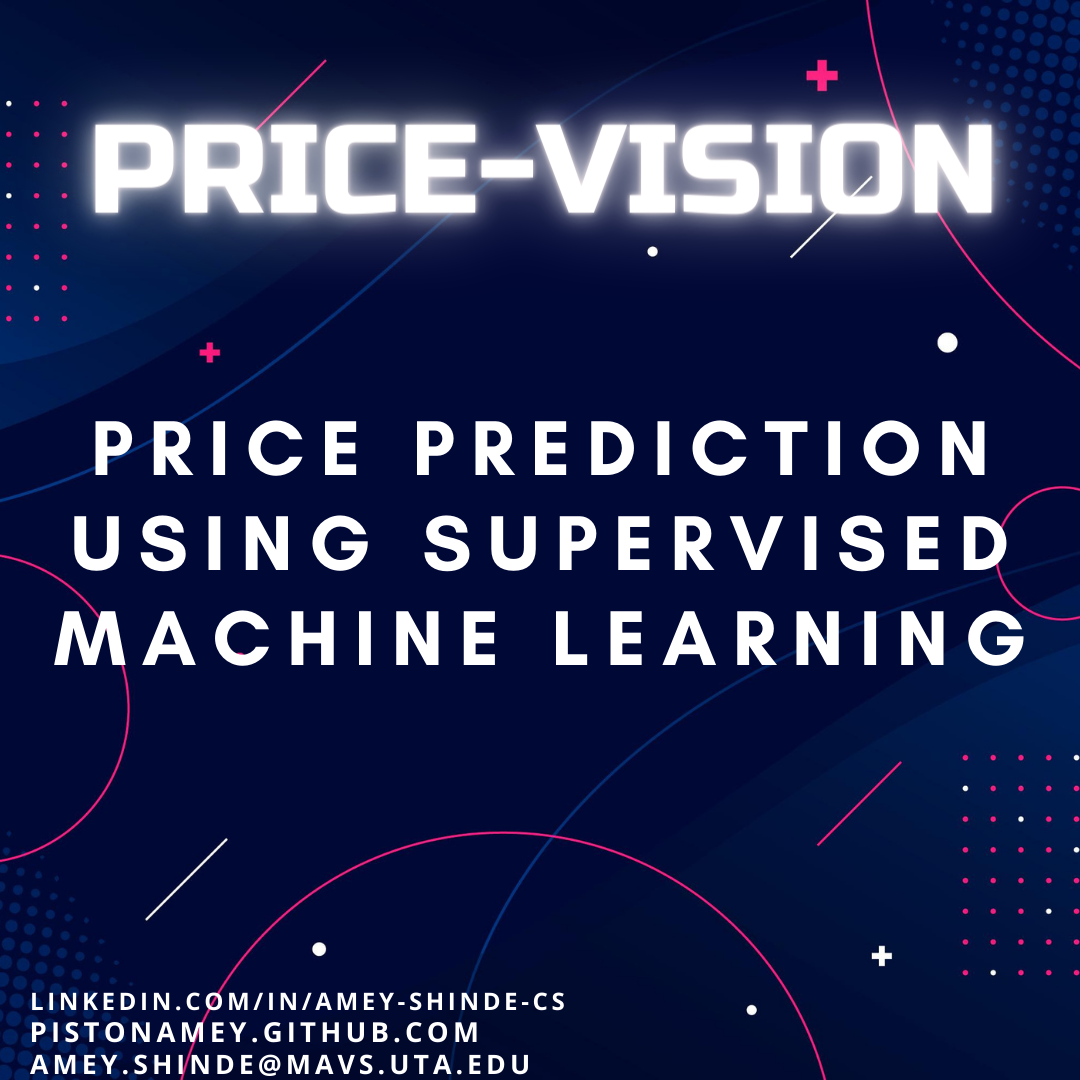 PRICE-VISION
PRICE PREDICTION
USING SUPERVISED
MACHINE LEARNING
LINKEDIN.COM/IN/AMEY-SHINDE-CS
PISTONAMEY.GITHUB.COM
AMEY.SHINDE@MAVS.UTA.EDU